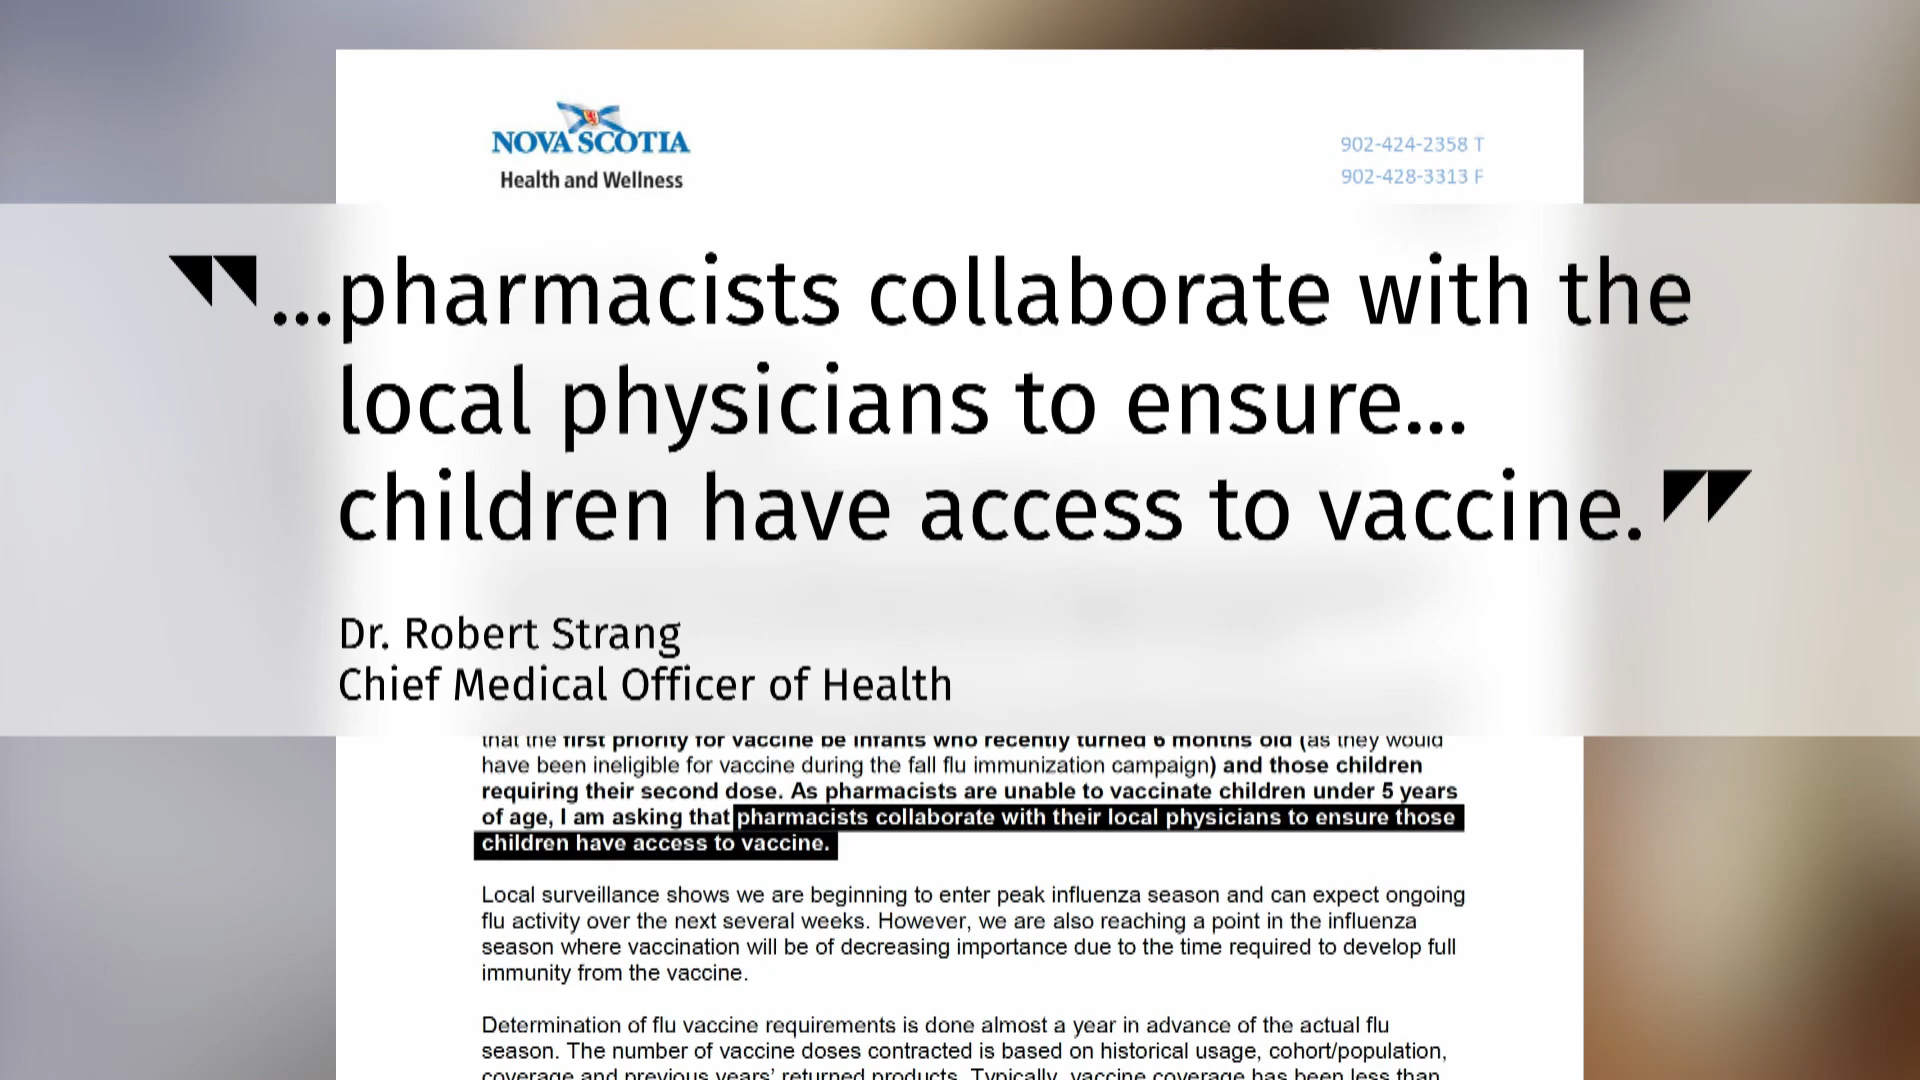 NOVA SCOTIA
Health and Wellness
902-424-2358 T
902-428-3313 F
"...pharmacists collaborate with the
local physicians to ensure...
children have access to vaccine."
Dr. Robert Strang
Chief Medical Officer of Health
that the first priority for vaccine be infants who recently turned 6 months old (as they would
have been ineligible for vaccine during the fall flu immunization campaign) and those children
requiring their second dose. As pharmacists are unable to vaccinate children under 5 years
of age, I am asking that pharmacists collaborate with their local physicians to ensure those
children have access to vaccine.
Local surveillance shows we are beginning to enter peak influenza season and can expect ongoing
flu activity over the next several weeks. However, we are also reaching a point in the influenza
season where vaccination will be of decreasing importance due to the time required to develop full
immunity from the vaccine.
Determination of flu vaccine requirements is done almost a year in advance of the actual flu
season. The number of vaccine doses contracted is based on historical usage, cohort/population,
coverage and previous years' returned products. Typically, vaccine coverage has been less than